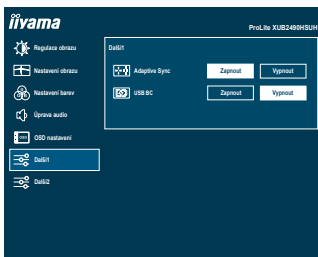 iiyama
ProLite XUB2490HSUH
Regulace obrazu
Další1
Nastavení obrazu
Adaptive Sync
Zapnout
Vypnout
Nastavení barev
USB BC
Zapnout
Vypnout
Úprava audio
OSD
OSD nastavení
Další1
Další2